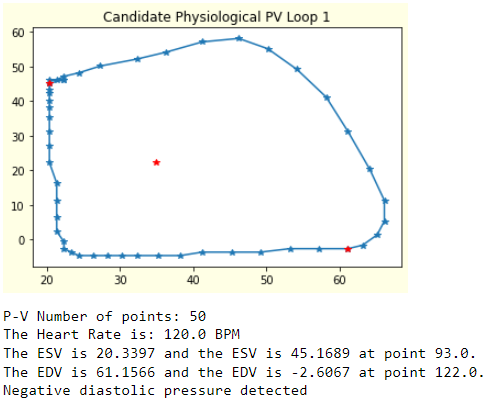 Candidate Physiological PV Loop 1
60
50
40
30
20
10
0
20 30 40 50 60
P-V Number of points: 50
The Heart Rate is: 120.0 BPM
The ESV is 20.3397 and the ESV is 45.1689 at point 93.0.
The EDV is 61.1566 and the EDV is -2.6067 at point 122.0.
Negative diastolic pressure detected